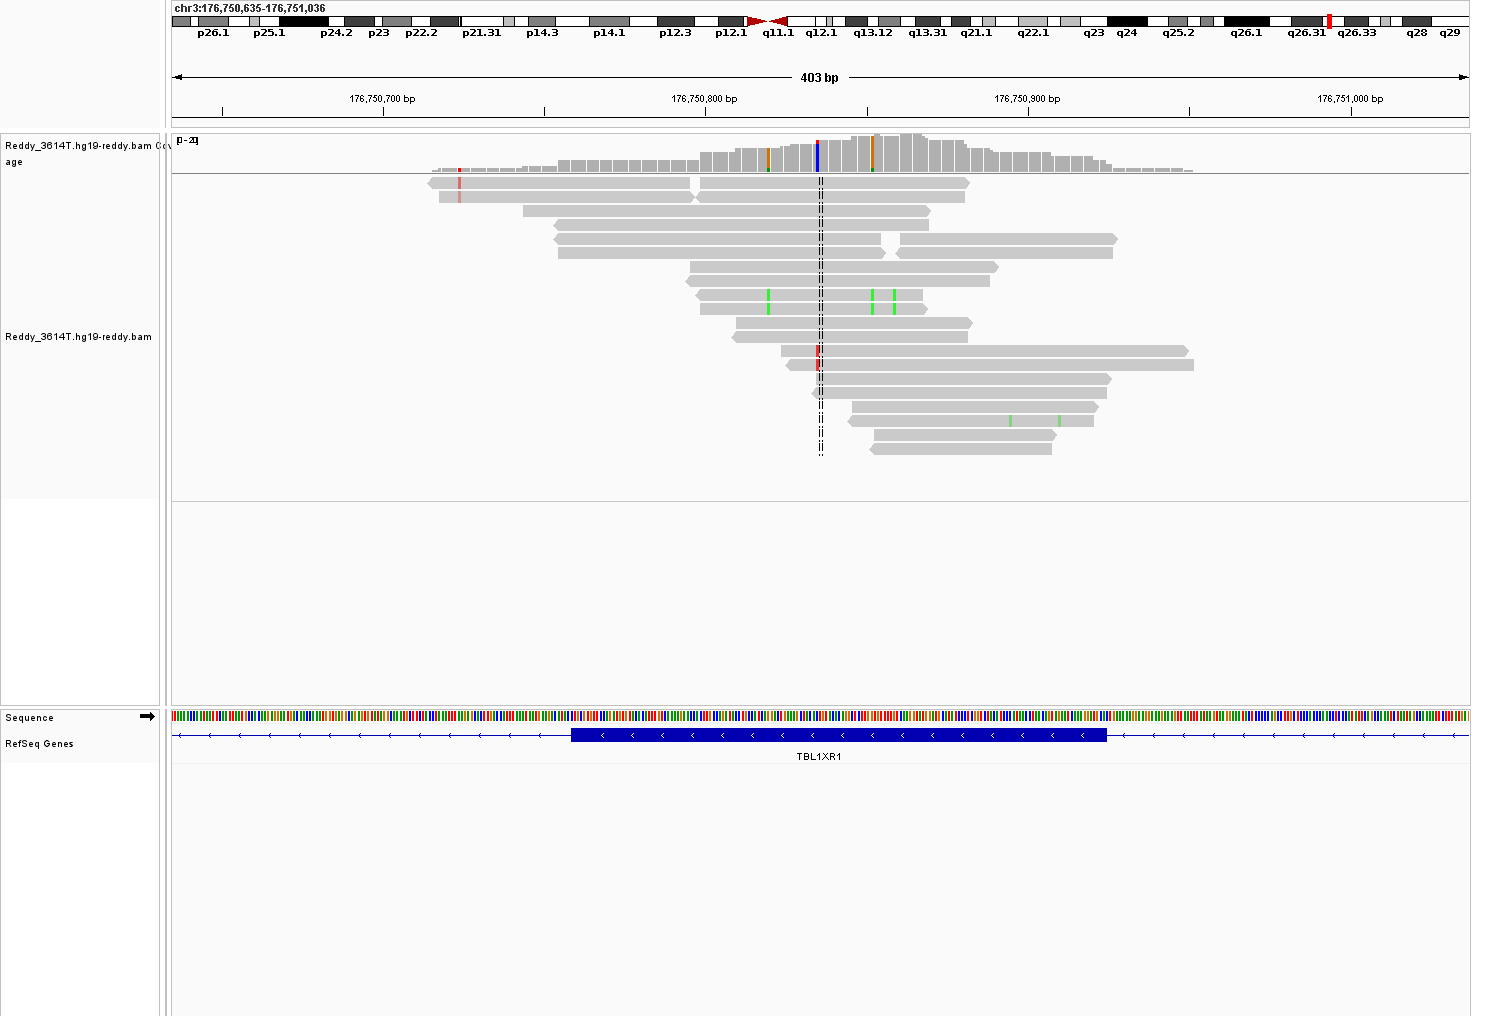 chr3:176,750,635-176,751,036
p26.1 p25.1 p24.2 p23 p22.2 p21.31 p14.3 p14.1 p12.3 p12.1 q11.1 q12.1 q13.12 q13.31 q21.1 q22.1 q23 q24 q25.2 q26.1 q26.31 q26.33 q28 q29
403 bp
176,750,700 bp 176,750,800 bp 176,750,900 bp 176,751,000 bp
[0 - 20]
Reddy_3614T.hg19-reddy.bam Cov
age
Reddy_3614T.hg19-reddy.bam
Sequence
RefSeq Genes
TBL1XR1